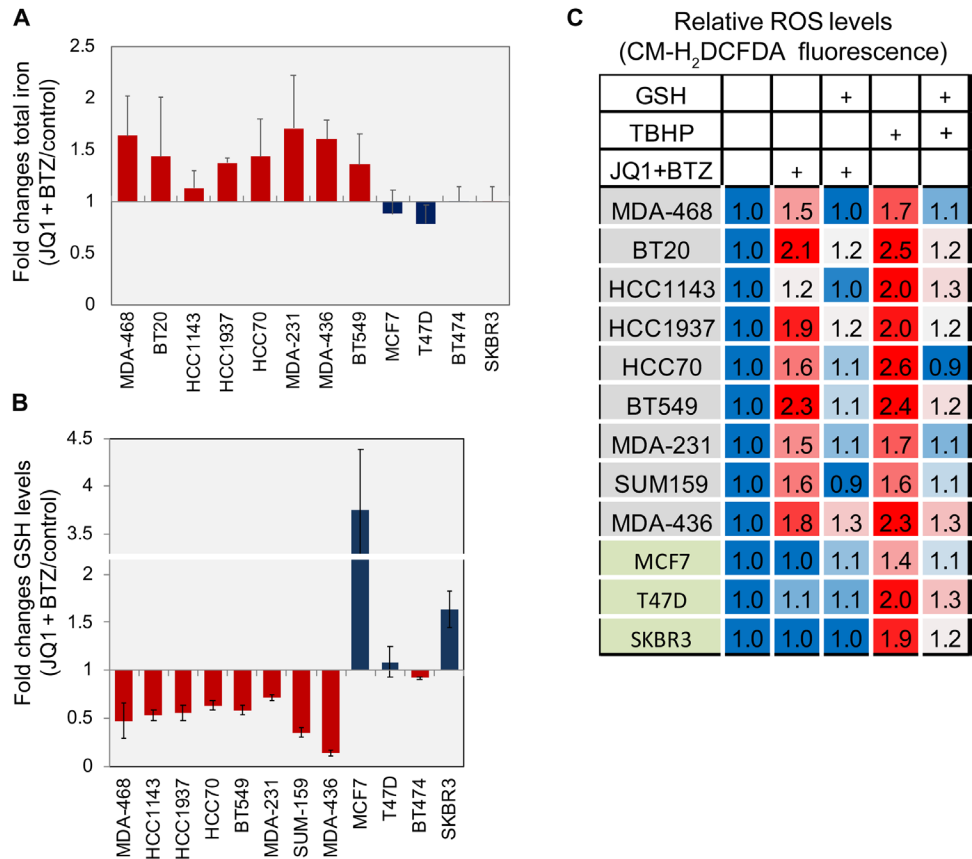 A
Fold changes total iron
(JQ1 + BTZ/control)
2.5
2
1.5
1
0.5
0
MDA-468
BT20
HCC1143
HCC1937
HCC70
MDA-231
MDA-436
BT549
MCF7
T47D
BT474
SKBR3
B
Fold changes GSH levels
(JQ1 + BTZ/control)
4.5
3.5
2.5
2
1.5
1
0.5
0
MDA-468
HCC1143
HCC1937
HCC70
BT549
MDA-231
SUM-159
MDA-436
MCF7
T47D
BT474
SKBR3
C
Relative ROS levels
(CM-H₂DCFDA fluorescence)
GSH + +
TBHP + +
JQ1+BTZ + +
MDA-468 1.0 1.5 1.0 1.7 1.1
BT20 1.0 2.1 1.2 2.5 1.2
HCC1143 1.0 1.2 1.0 2.0 1.3
HCC1937 1.0 1.9 1.2 2.0 1.2
HCC70 1.0 1.6 1.1 2.6 0.9
BT549 1.0 2.3 1.1 2.4 1.2
MDA-231 1.0 1.5 1.1 1.7 1.1
SUM159 1.0 1.6 0.9 1.6 1.1
MDA-436 1.0 1.8 1.3 2.3 1.3
MCF7 1.0 1.0 1.1 1.4 1.1
T47D 1.0 1.1 1.1 2.0 1.3
SKBR3 1.0 1.0 1.0 1.9 1.2